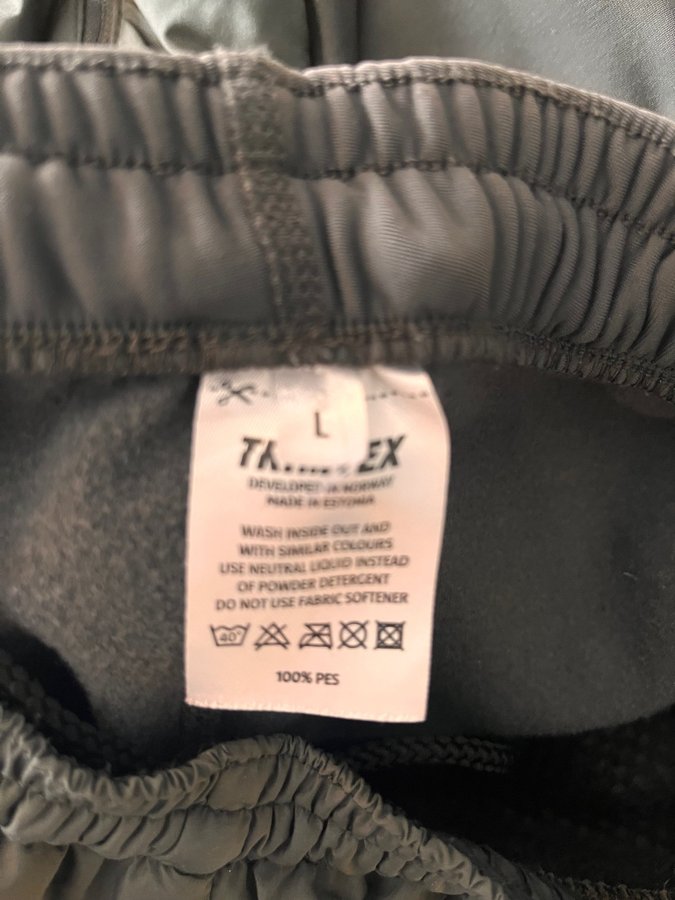 L
DEVELOPED IN NORWAY
MADE IN ESTONIA
WASH INSIDE OUT AND
WITH SIMILAR COLOURS
USE NEUTRAL LIQUID INSTEAD
OF POWDER DETERGENT
DO NOT USE FABRIC SOFTENER
40°
100% PES